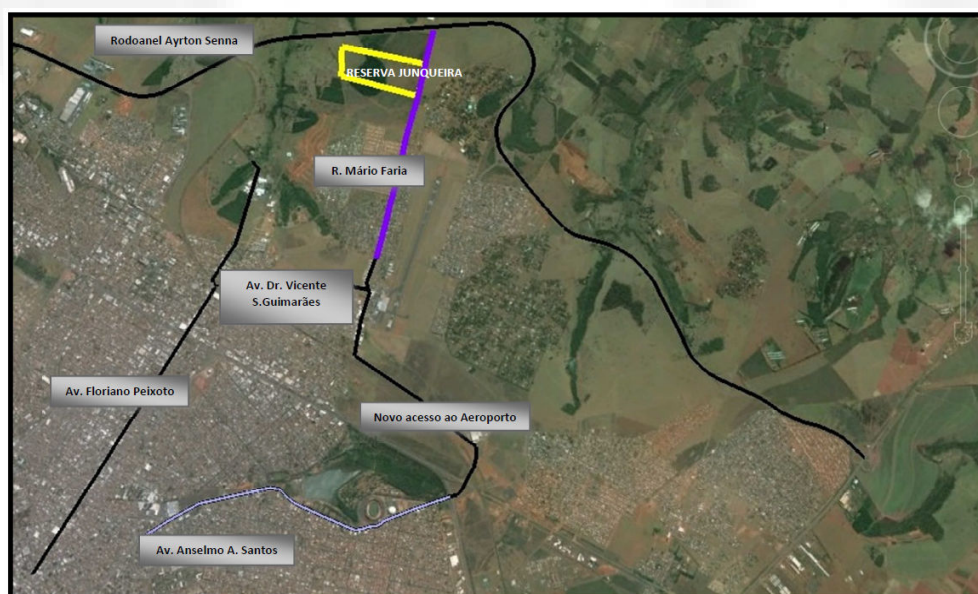 Rodoanel Ayrton Senna
RESERVA JUNQUEIRA
R. Mário Faria
Av. Dr. Vicente
S.Guimarães
Av. Floriano Peixoto
Novo acesso ao Aeroporto
Av. Anselmo A. Santos